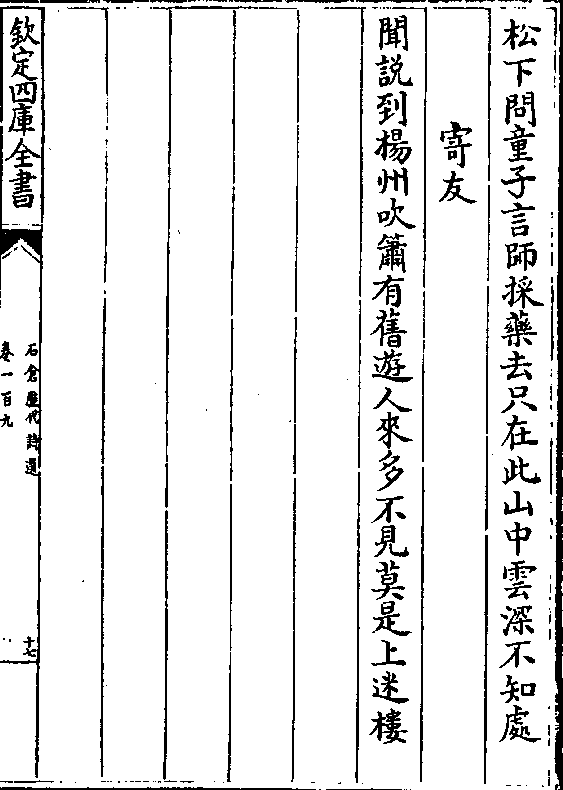 松下問童子言師採藥去只在此山中雲深不知處
寄友
聞説到楊州吹簫有舊遊人來多不見莫是上迷樓
欽定四庫全書
石倉歷代詩選
卷一百九
十七